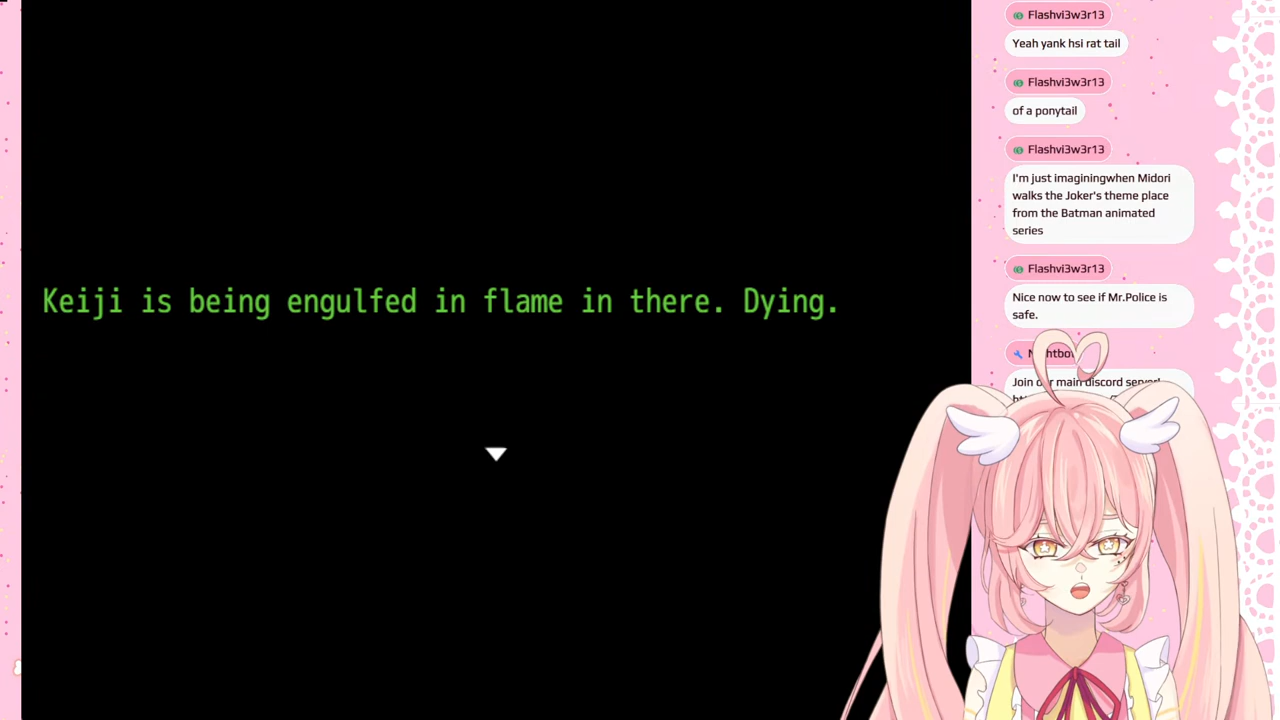 Keiji is being engulfed in flame in there. Dying.
Flashvi3w3r13
Yeah yank hsi rat tail
Flashvi3w3r13
of a ponytail
Flashvi3w3r13
I'm just imaginingwhen Midori
walks the Joker's theme place
from the Batman animated
series
Flashvi3w3r13
Nice now to see if Mr.Police is
safe.
Join our main discord server!